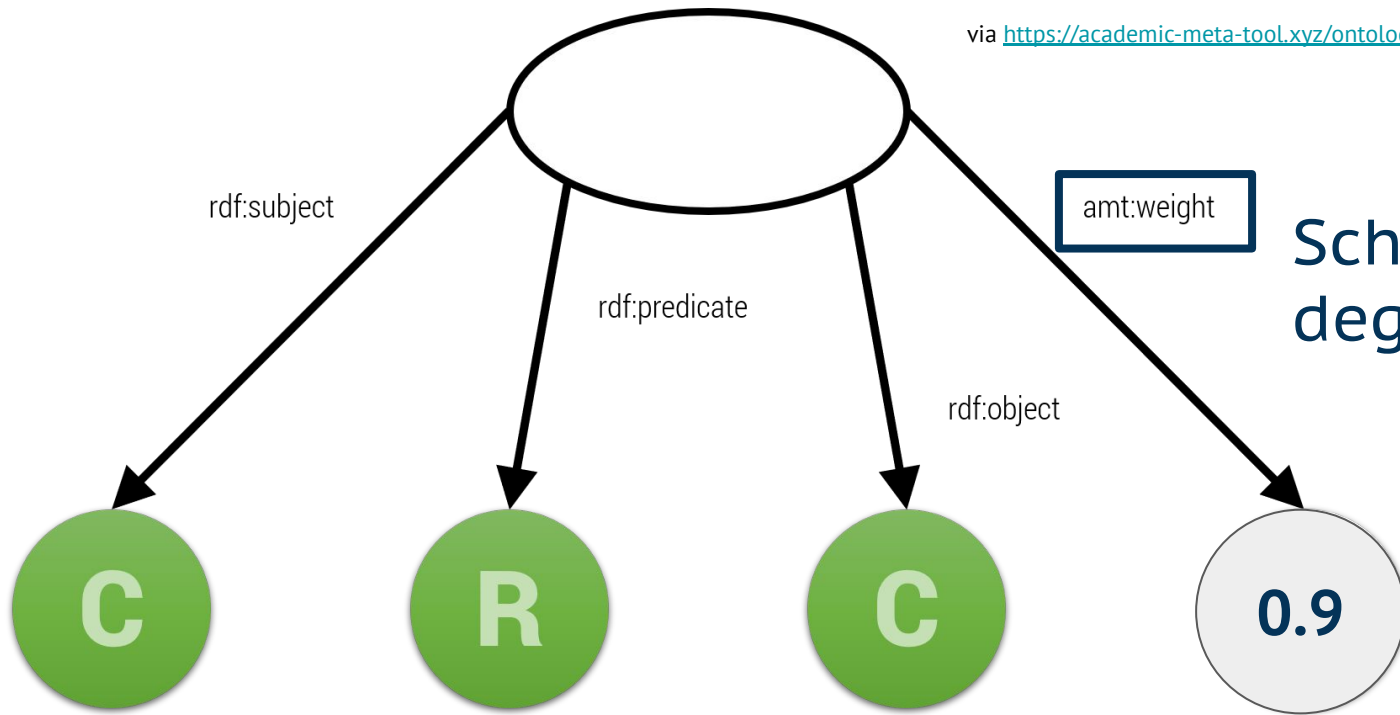 via https://academic-meta-tool.xyz/ontolo
rdf:subject
amt:weight
Sch
deg
rdf:predicate
rdf:object
C
R
C
0.9